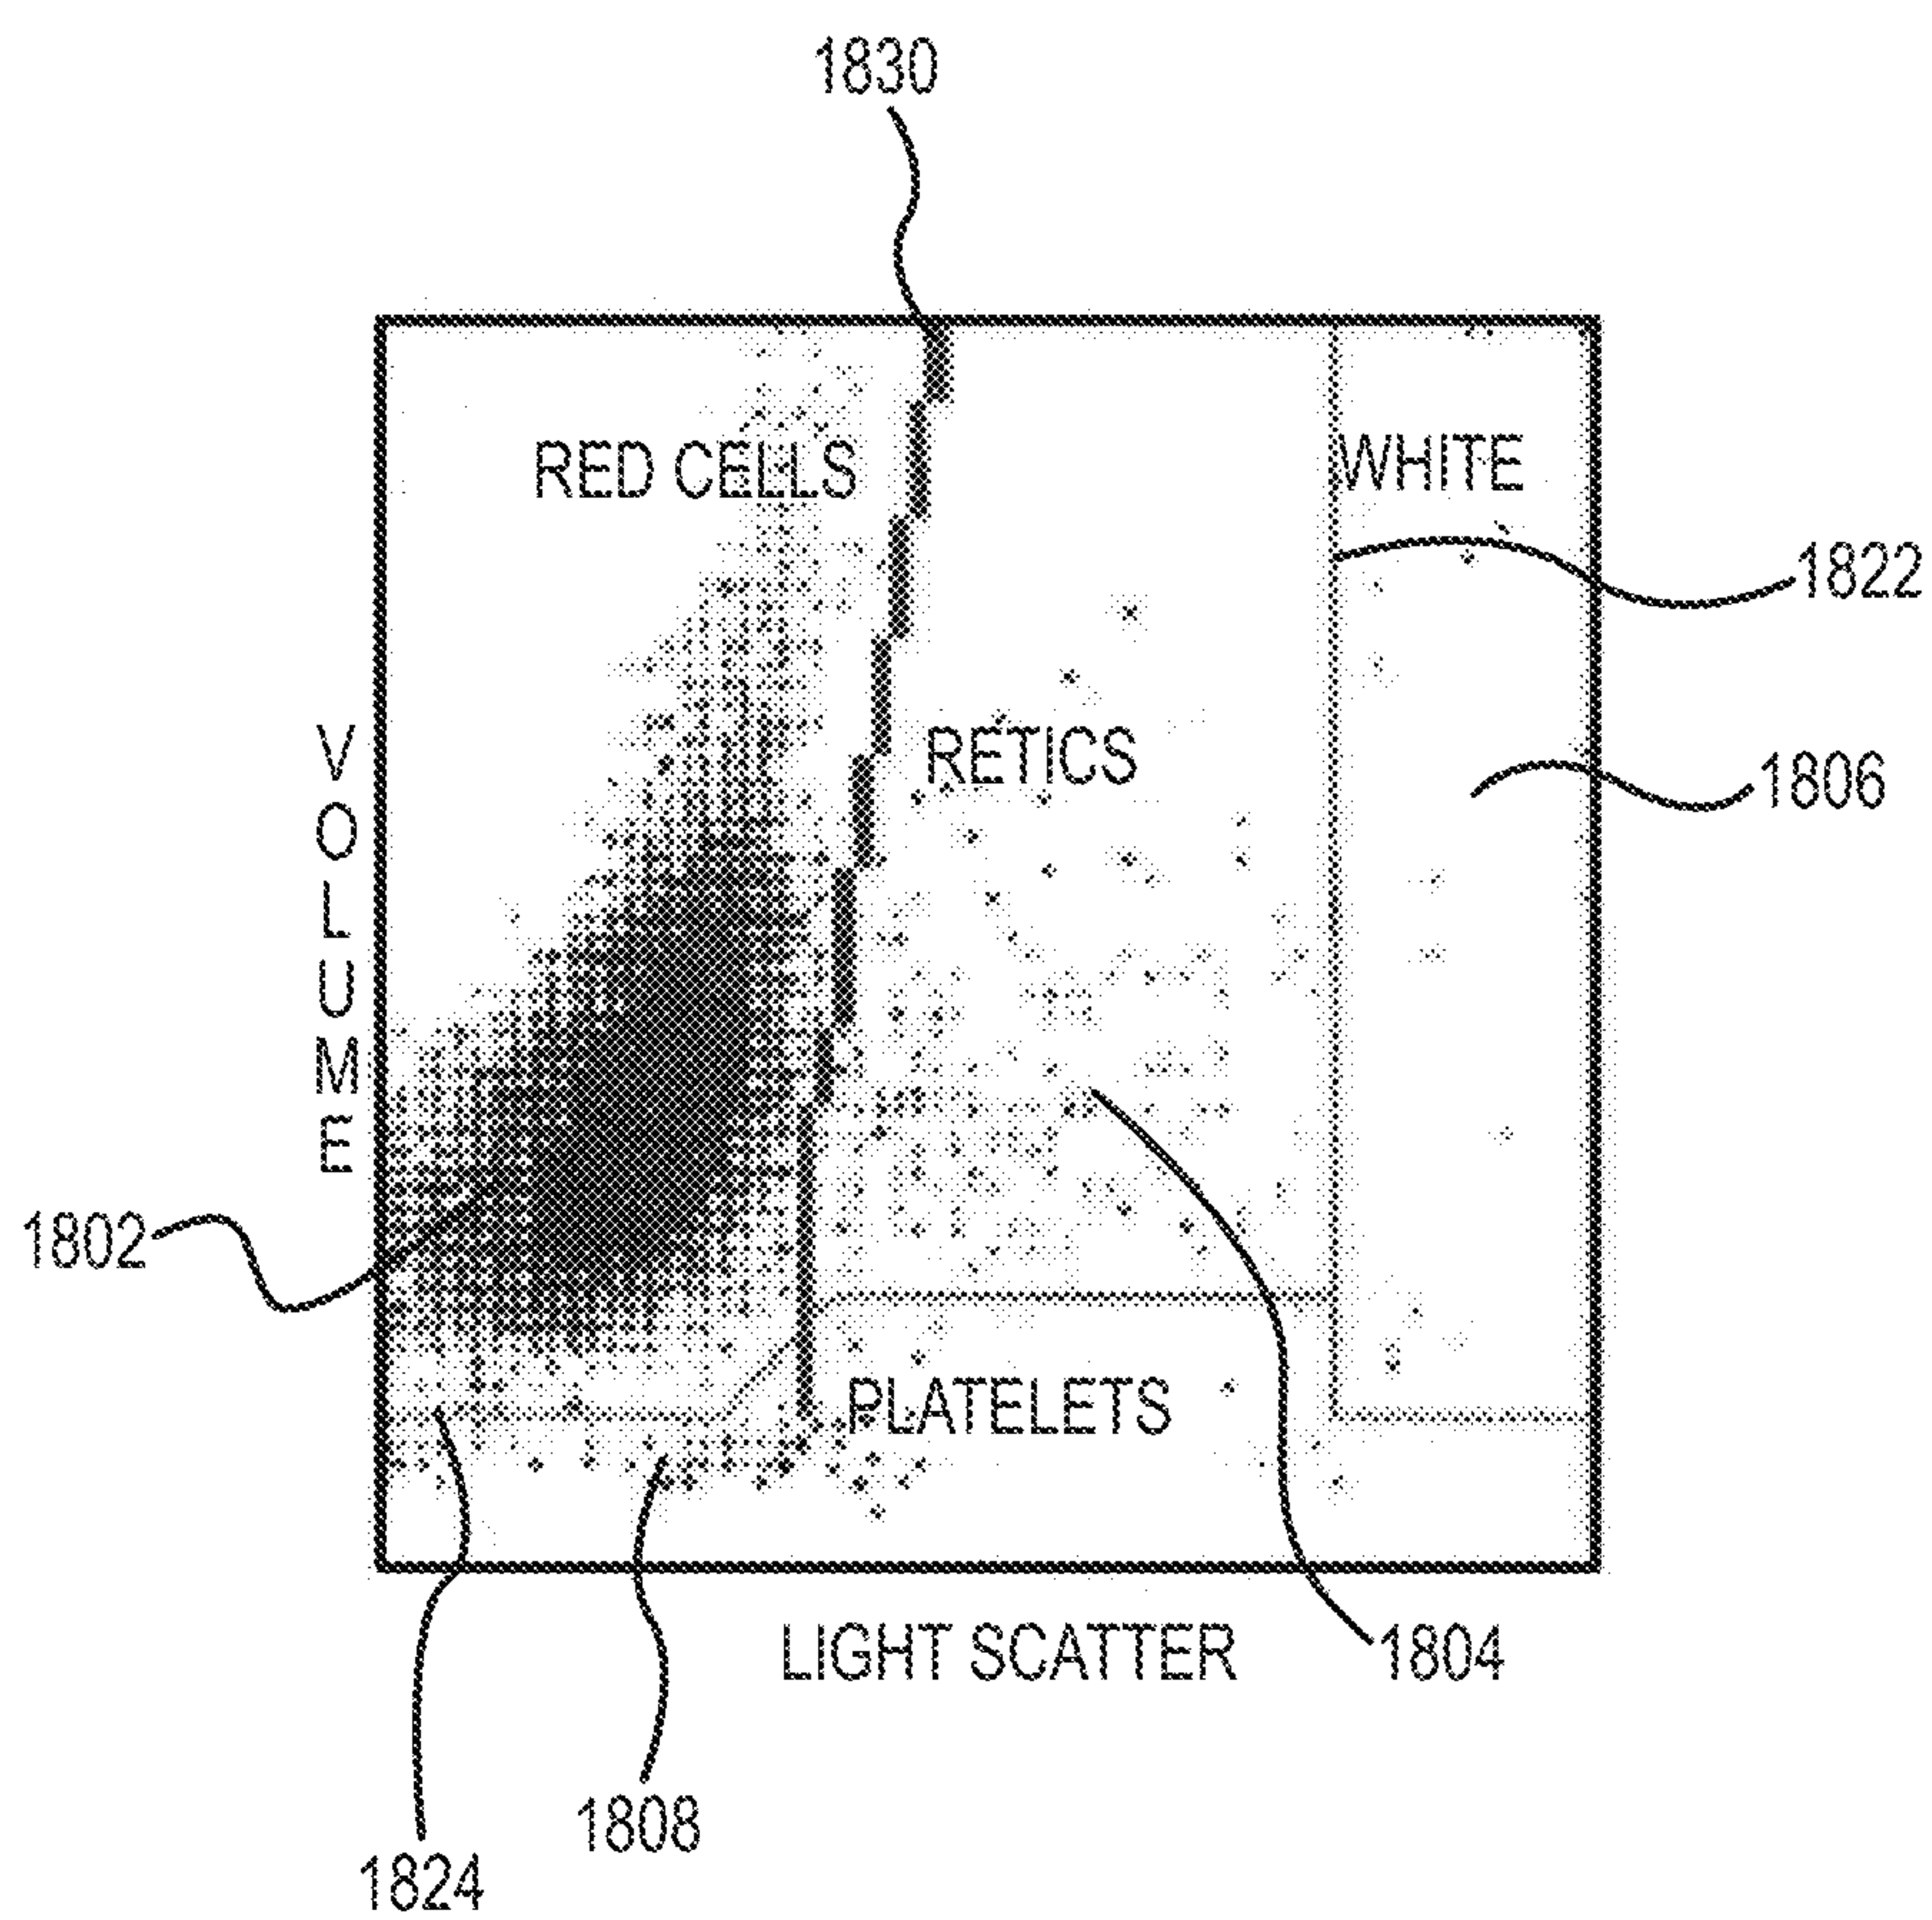 1830
RED CELLS
WHITE
1822
RETICS
1806
VOLUME
1802
PLATELETS
LIGHT SCATTER
1804
1808
1824